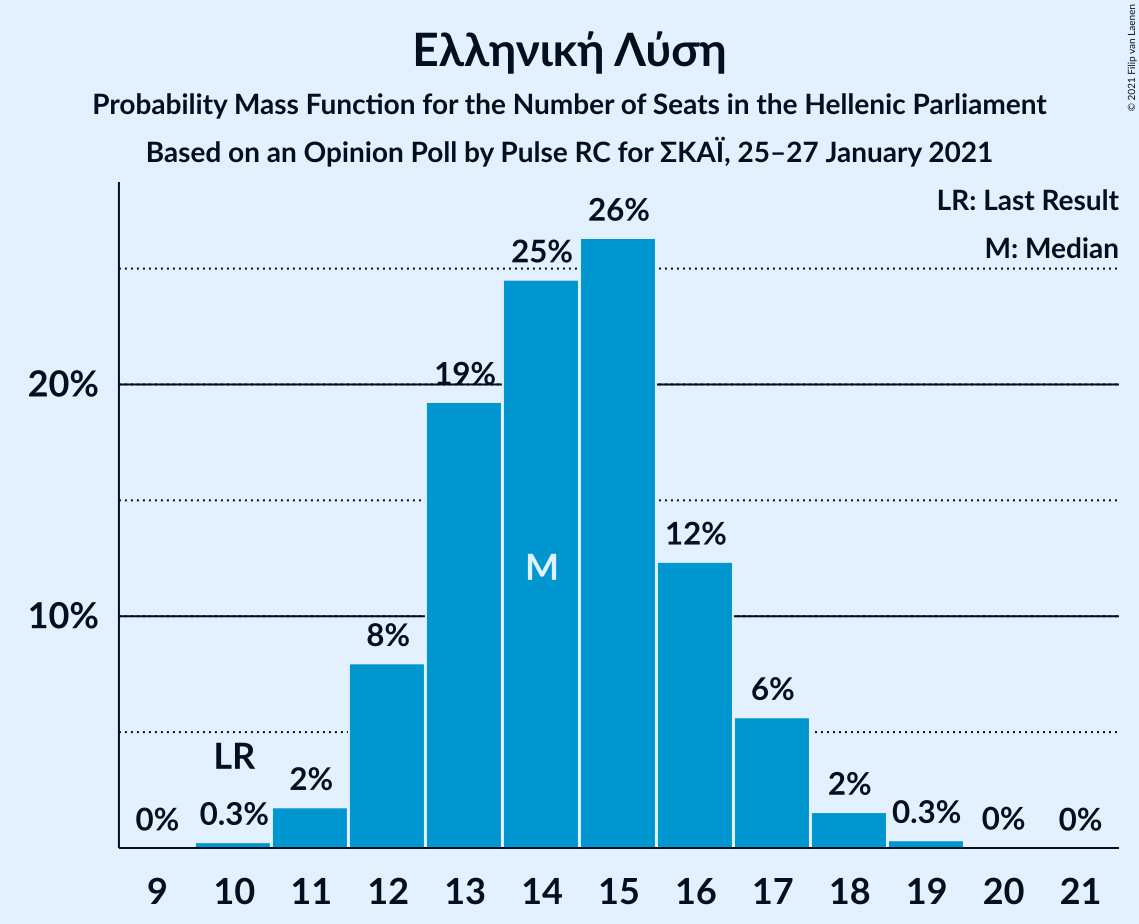 Ελληνική Λύση
Probability Mass Function for the Number of Seats in the Hellenic Parliament
Based on an Opinion Poll by Pulse RC for ΣΚΑΪ, 25–27 January 2021
© 2021 Filip van Laenen
LR: Last Result
M: Median
26%
25%
19%
20%
12%
M
10%
8%
6%
LR
2%
2%
0% 0.3% 0.3% 0% 0%
9 10 11 12 13 14 15 16 17 18 19 20 21